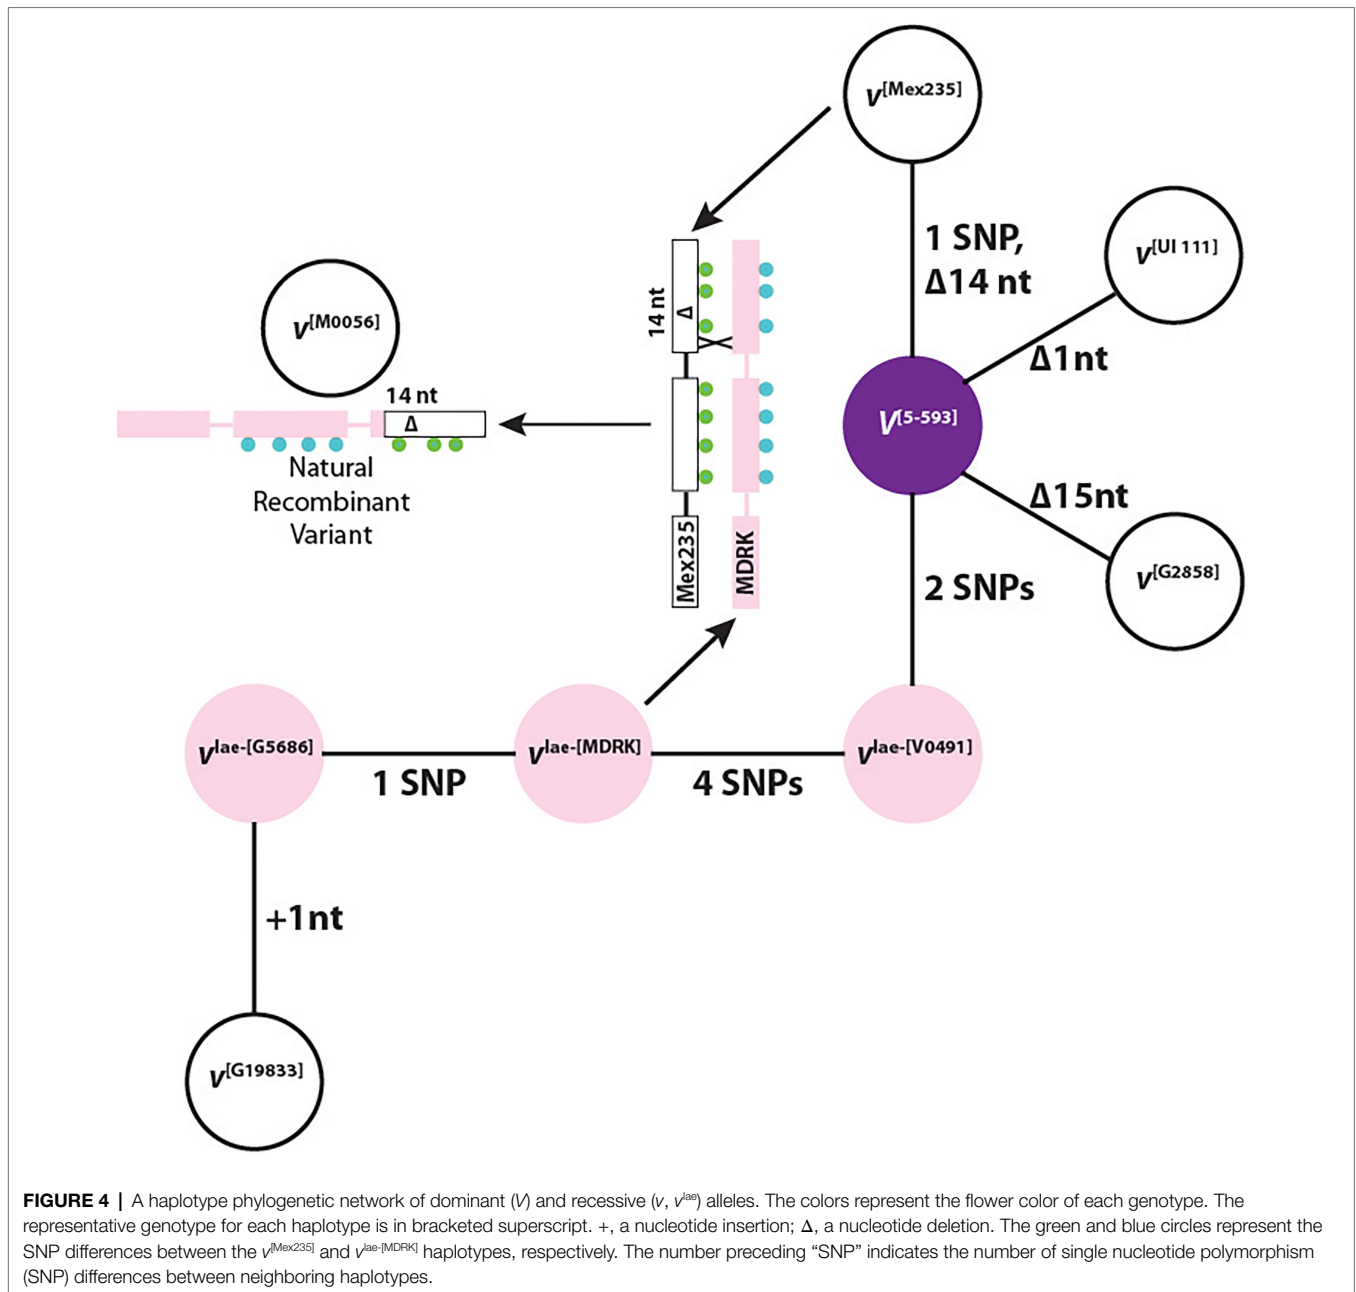 v[Mex235]
1 SNP,
Δ14 nt
v[UI 111]
Δ1nt
14 nt
Δ
v[M0056]
14 nt
Δ
V[5-593]
Natural
Recombinant
Variant
Δ15nt
Mex235
MDRK
v[G2858]
2 SNPs
vlae-[G5686]
1 SNP
vlae-[MDRK]
4 SNPs
vlae-[V0491]
+1nt
v[G19833]
FIGURE 4 | A haplotype phylogenetic network of dominant (V) and recessive (v, vlae) alleles. The colors represent the flower color of each genotype. The
representative genotype for each haplotype is in bracketed superscript. +, a nucleotide insertion; Δ, a nucleotide deletion. The green and blue circles represent the
SNP differences between the v[Mex235] and vlae-[MDRK] haplotypes, respectively. The number preceding “SNP” indicates the number of single nucleotide polymorphism
(SNP) differences between neighboring haplotypes.